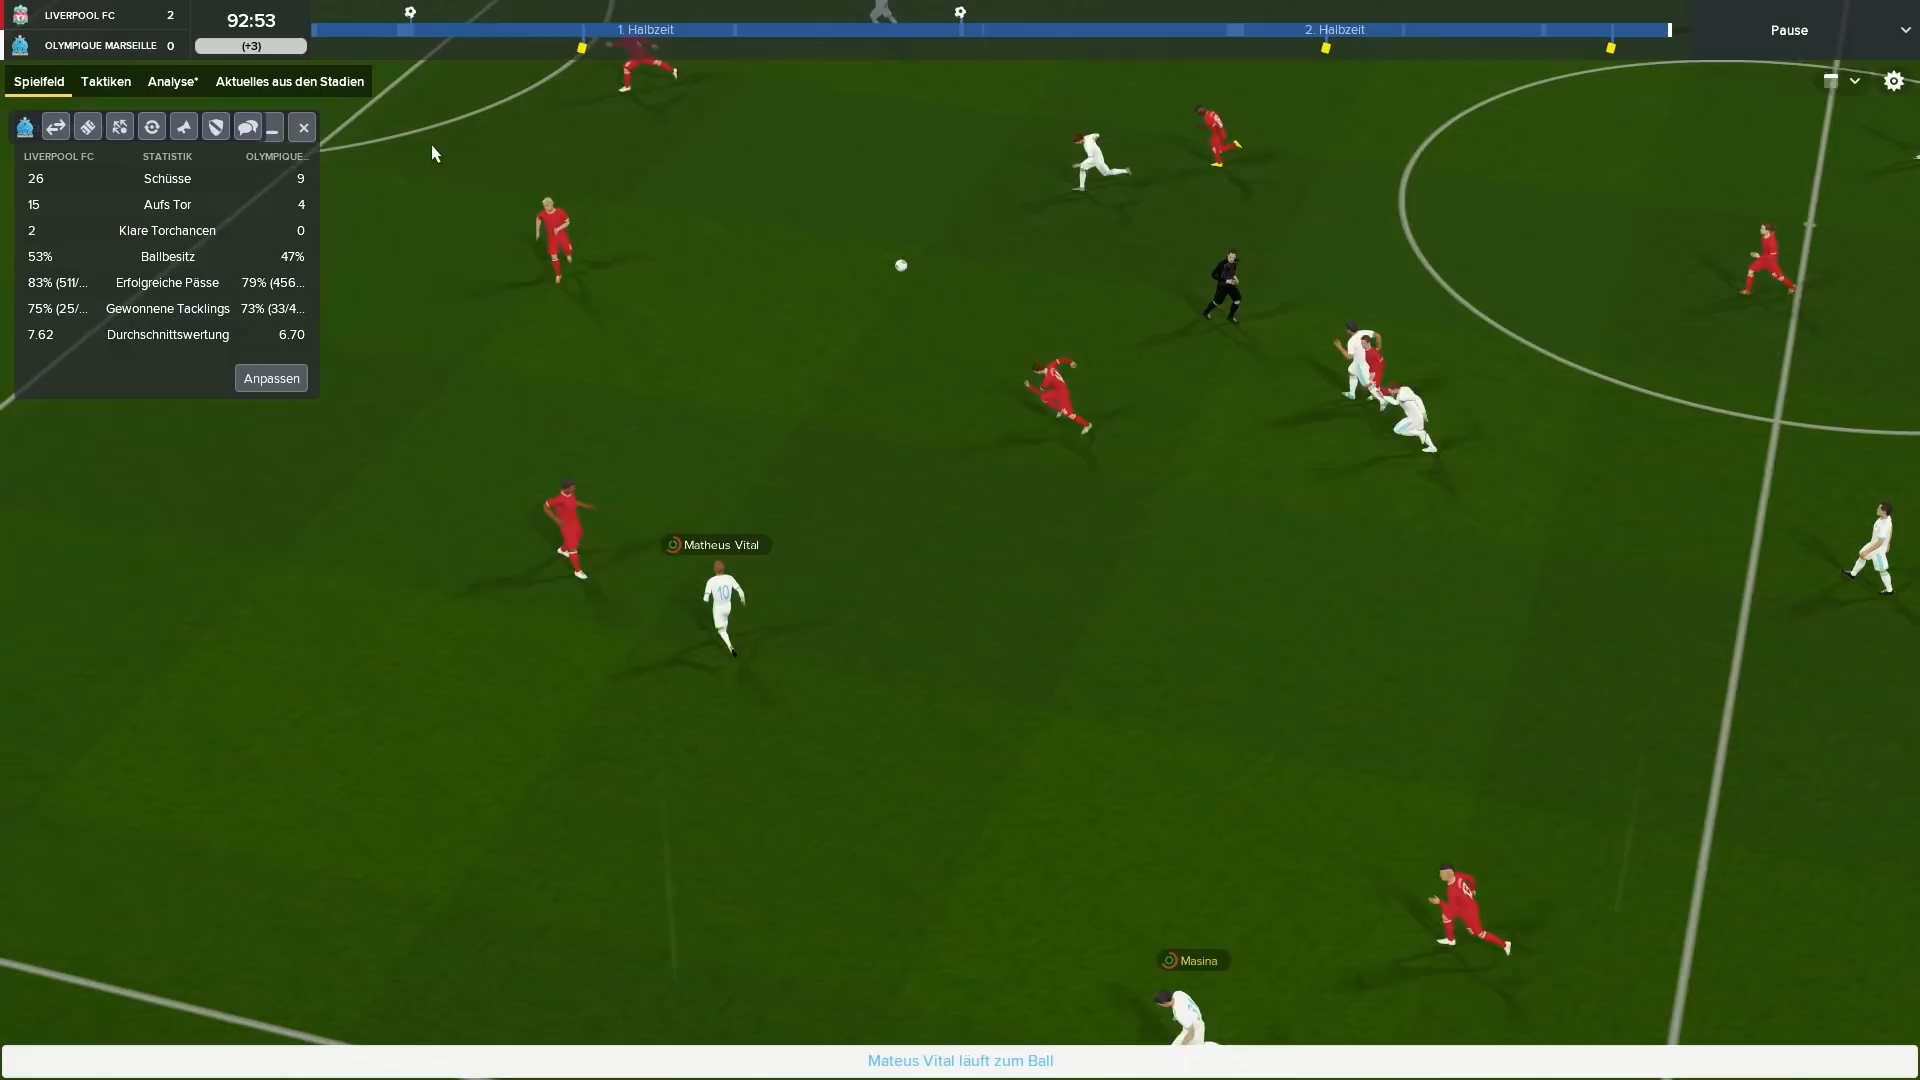 LIVERPOOL FC 2
OLYMPIQUE MARSEILLE 0
92:53
(+3)
1. Halbzeit
2. Halbzeit
Pause
Spielfeld Taktiken Analyse* Aktuelles aus den Stadien
LIVERPOOL FC STATISTIK OLYMPIQUE...
26 Schüsse 9
15 Aufs Tor 4
2 Klare Torchancen 0
53% Ballbesitz 47%
83% (511/... Erfolgreiche Pässe 79% (456...
75% (25/... Gewonnene Tacklings 73% (33/4...
7.62 Durchschnittswertung 6.70
Anpassen
Matheus Vital
10
Masina
Mateus Vital läuft zum Ball